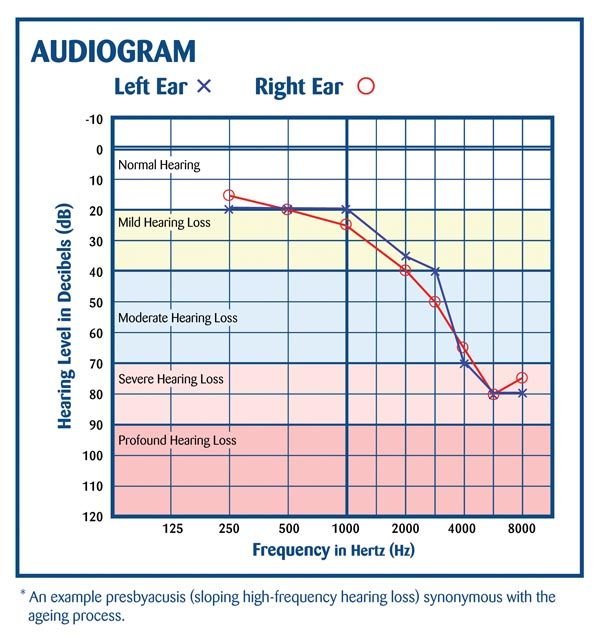 AUDIOGRAM
Left Ear × Right Ear ○
-10
0
Normal Hearing
10
20
Mild Hearing Loss
30
40
50
Moderate Hearing Loss
60
70
Severe Hearing Loss
80
90
Profound Hearing Loss
100
110
120
Hearing Level in Decibels (dB)
125 250 500 1000 2000 4000 8000
Frequency in Hertz (Hz)
* An example presbyacusis (sloping high-frequency hearing loss) synonymous with the
ageing process.